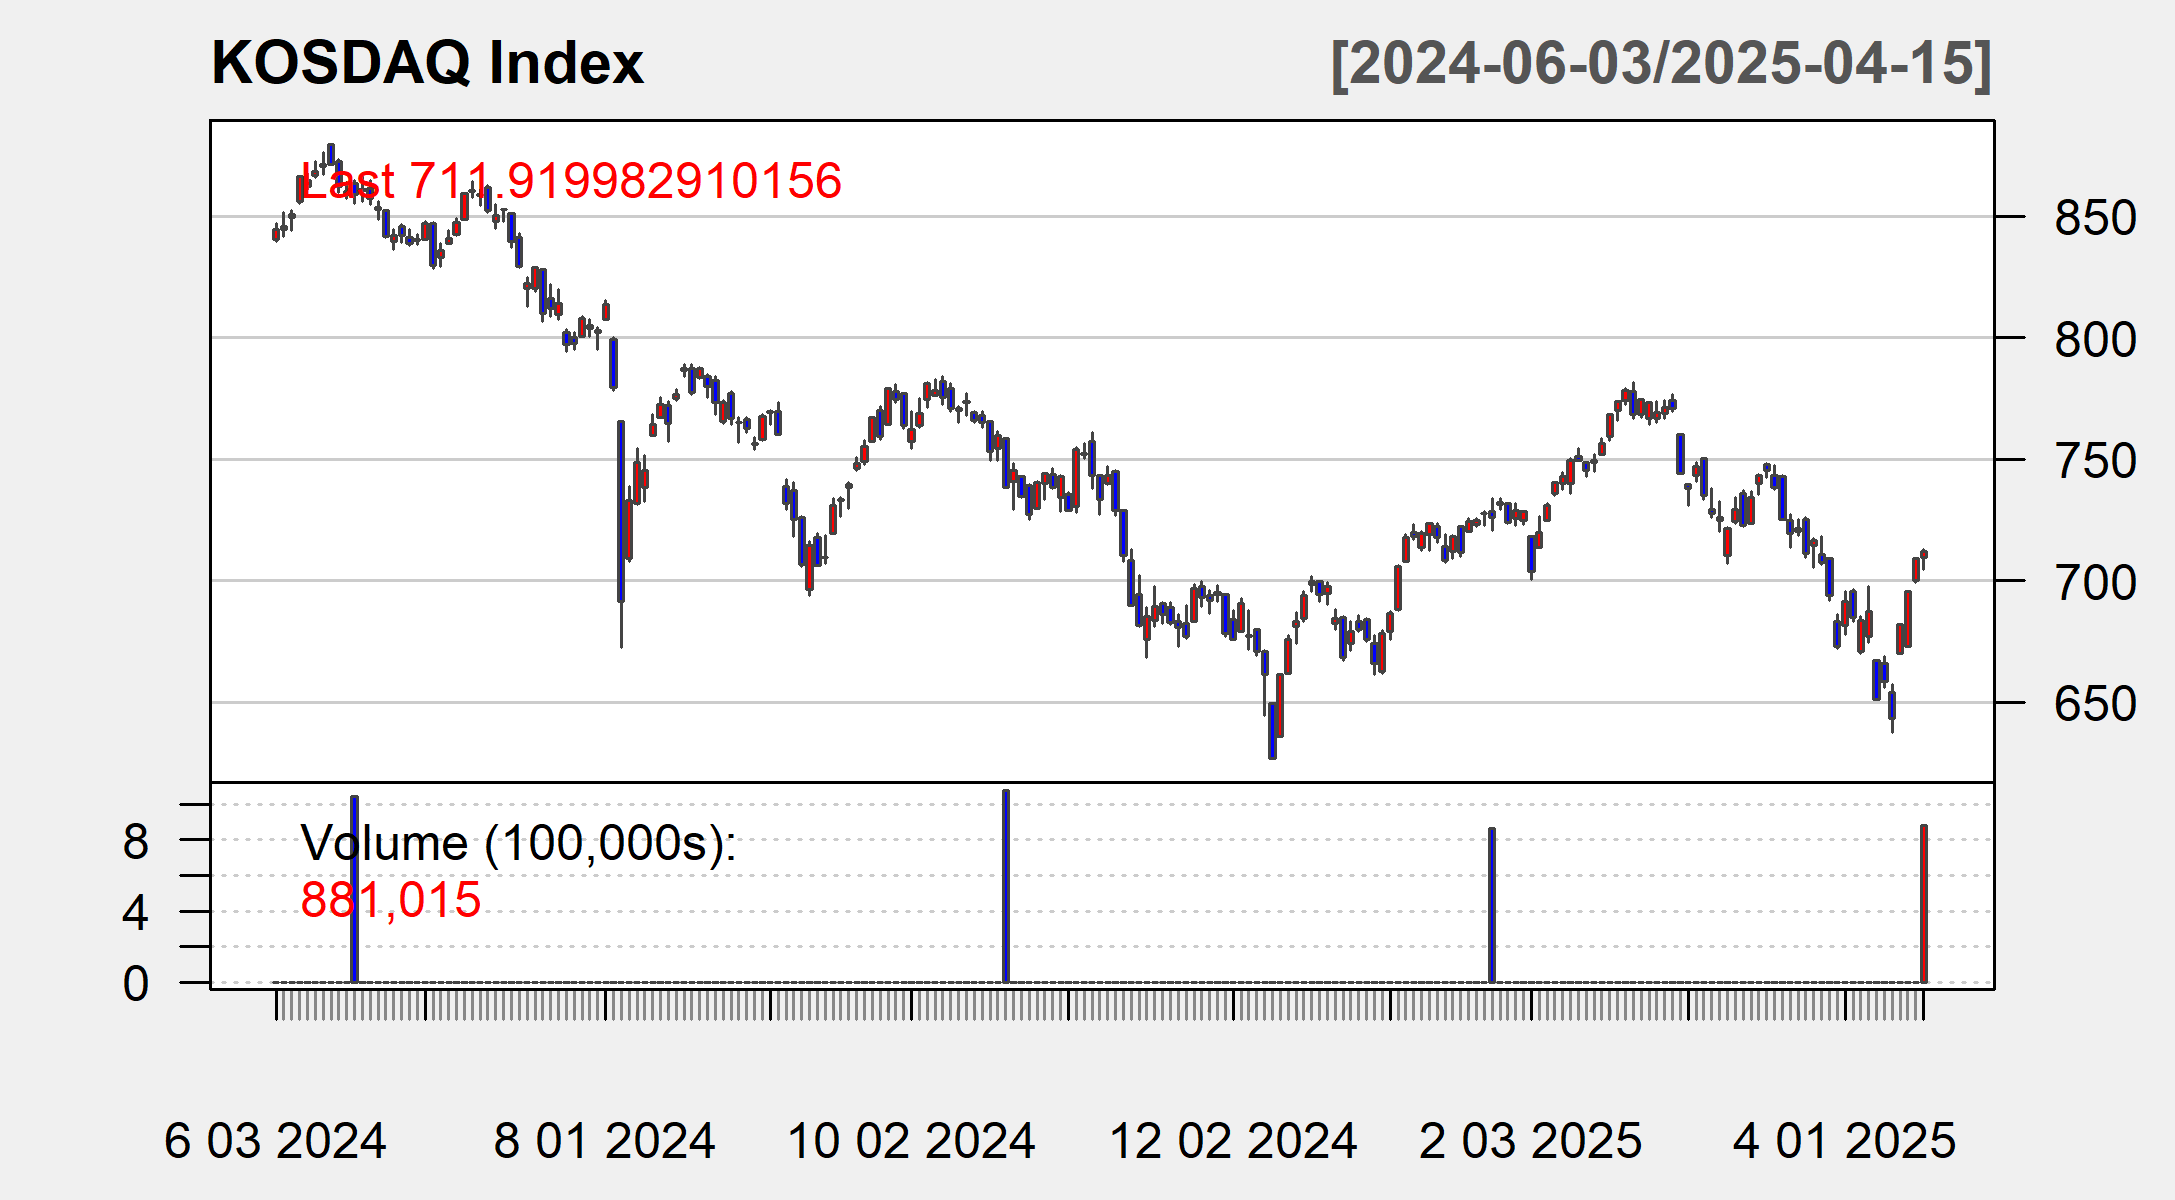 KOSDAQ Index
[2024-06-03/2025-04-15]
Last 711.919982910156
850
800
750
700
650
Volume (100,000s):
881,015
8
4
0
6 03 2024
8 01 2024
10 02 2024
12 02 2024
2 03 2025
4 01 2025